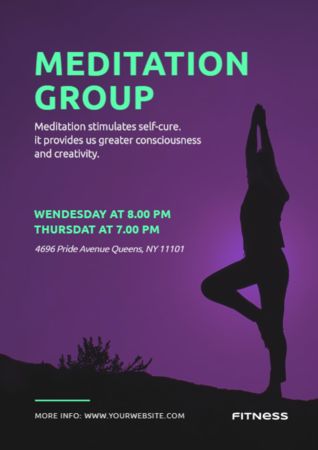 MEDITATION
GROUP
Meditation stimulates self-cure.
it provides us greater consciousness
and creativity.
WENDESDAY AT 8.00 PM
THURSDAT AT 7.00 PM
4696 Pride Avenue Queens, NY 11101
MORE INFO: WWW.YOURWEBSITE.COM
FITNESS